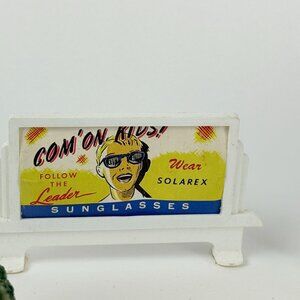 COM'ON KIDS!
FOLLOW
THE
Leader
Wear
SOLAREX
SUNGLASSES